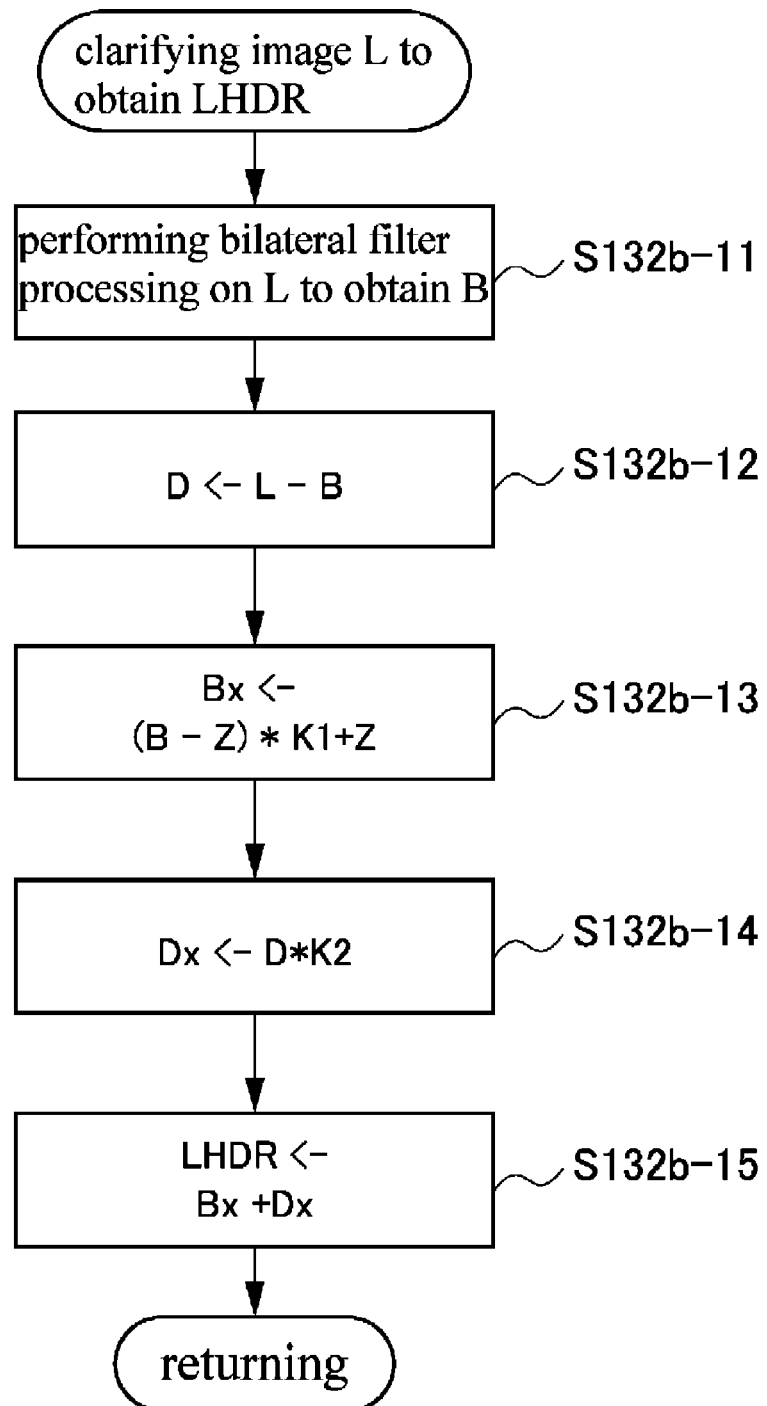 clarifying image L to
obtain LHDR
performing bilateral filter
processing on L to obtain B
S132b-11
D <- L - B
S132b-12
Bx <-
(B - Z) * K1+Z
S132b-13
Dx <- D*K2
S132b-14
LHDR <-
Bx +Dx
S132b-15
returning